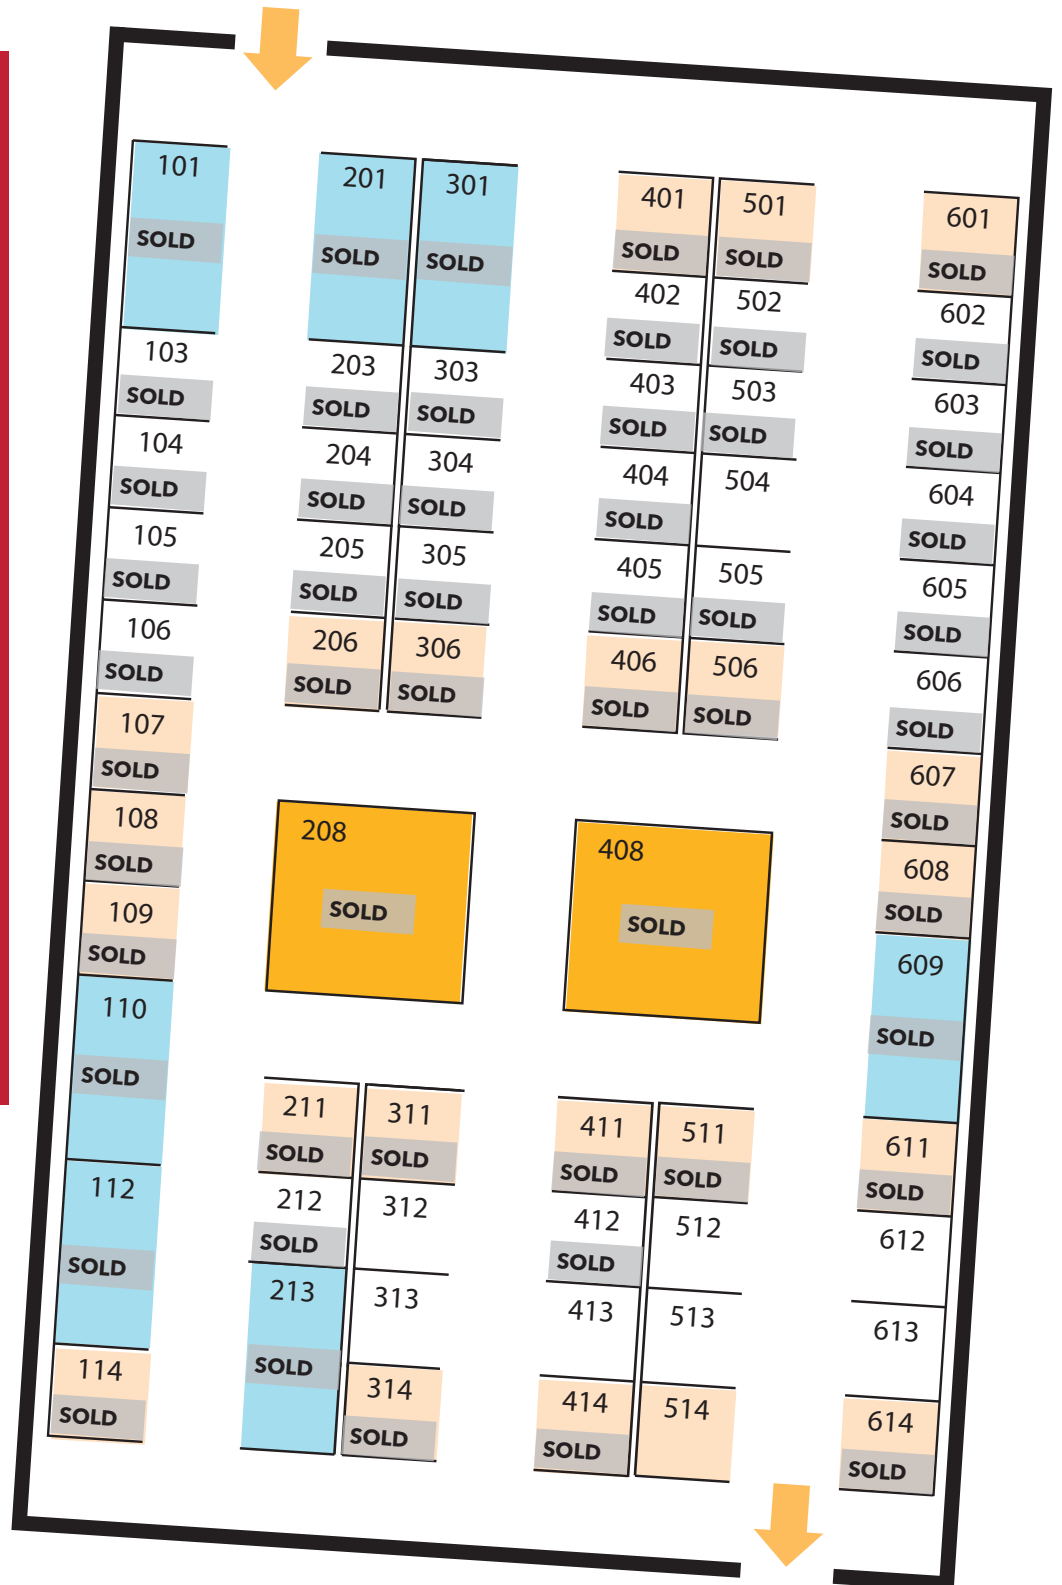 101
SOLD
103
SOLD
104
SOLD
105
SOLD
106
SOLD
107
SOLD
108
SOLD
109
SOLD
110
SOLD
112
SOLD
114
SOLD
201
SOLD
203
SOLD
204
SOLD
205
SOLD
206
SOLD
208
SOLD
211
SOLD
212
SOLD
213
SOLD
301
SOLD
303
SOLD
304
SOLD
305
SOLD
306
SOLD
311
SOLD
312
313
314
SOLD
401
SOLD
402
SOLD
403
SOLD
404
SOLD
405
SOLD
406
SOLD
408
SOLD
411
SOLD
412
SOLD
413
414
SOLD
501
SOLD
502
SOLD
503
SOLD
504
505
SOLD
506
SOLD
511
SOLD
512
513
514
601
SOLD
602
SOLD
603
SOLD
604
SOLD
605
SOLD
606
SOLD
607
SOLD
608
SOLD
609
SOLD
611
SOLD
612
613
614
SOLD